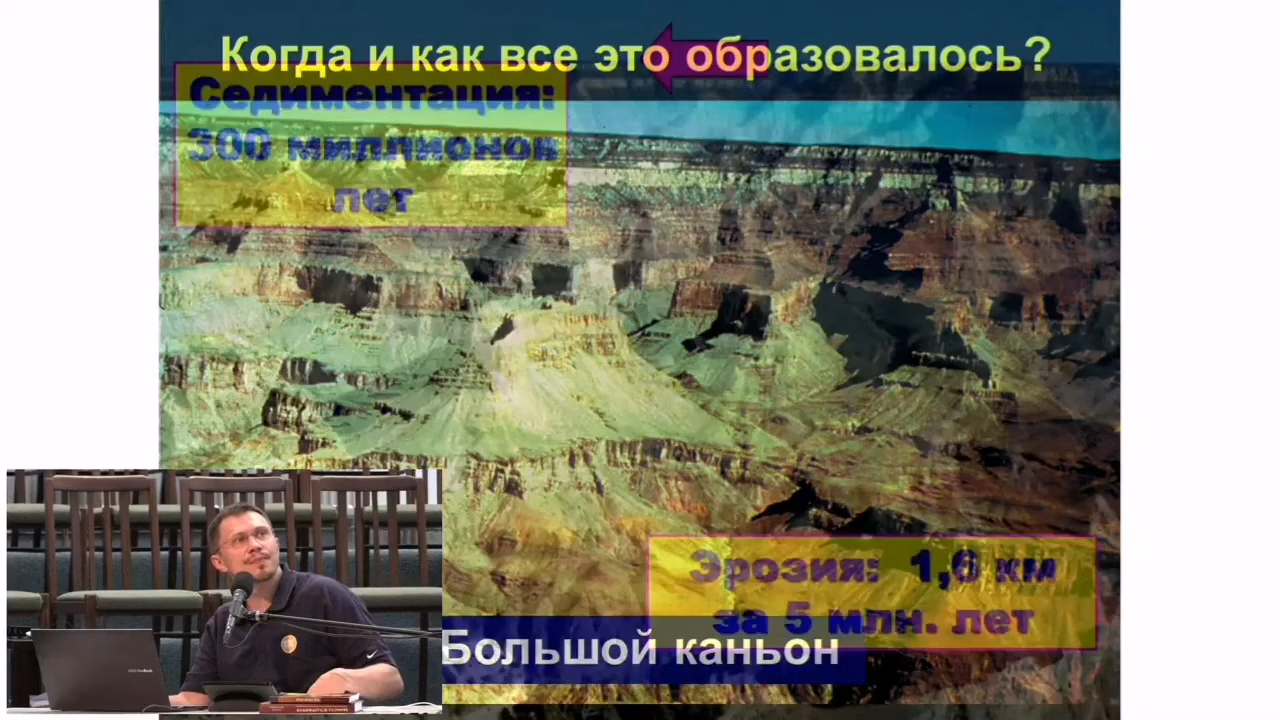 Когда и как все это образовалось?
Седиментация:
300 миллионов
лет
Эрозия: 1,6 км
за 5 млн. лет
Большой каньон